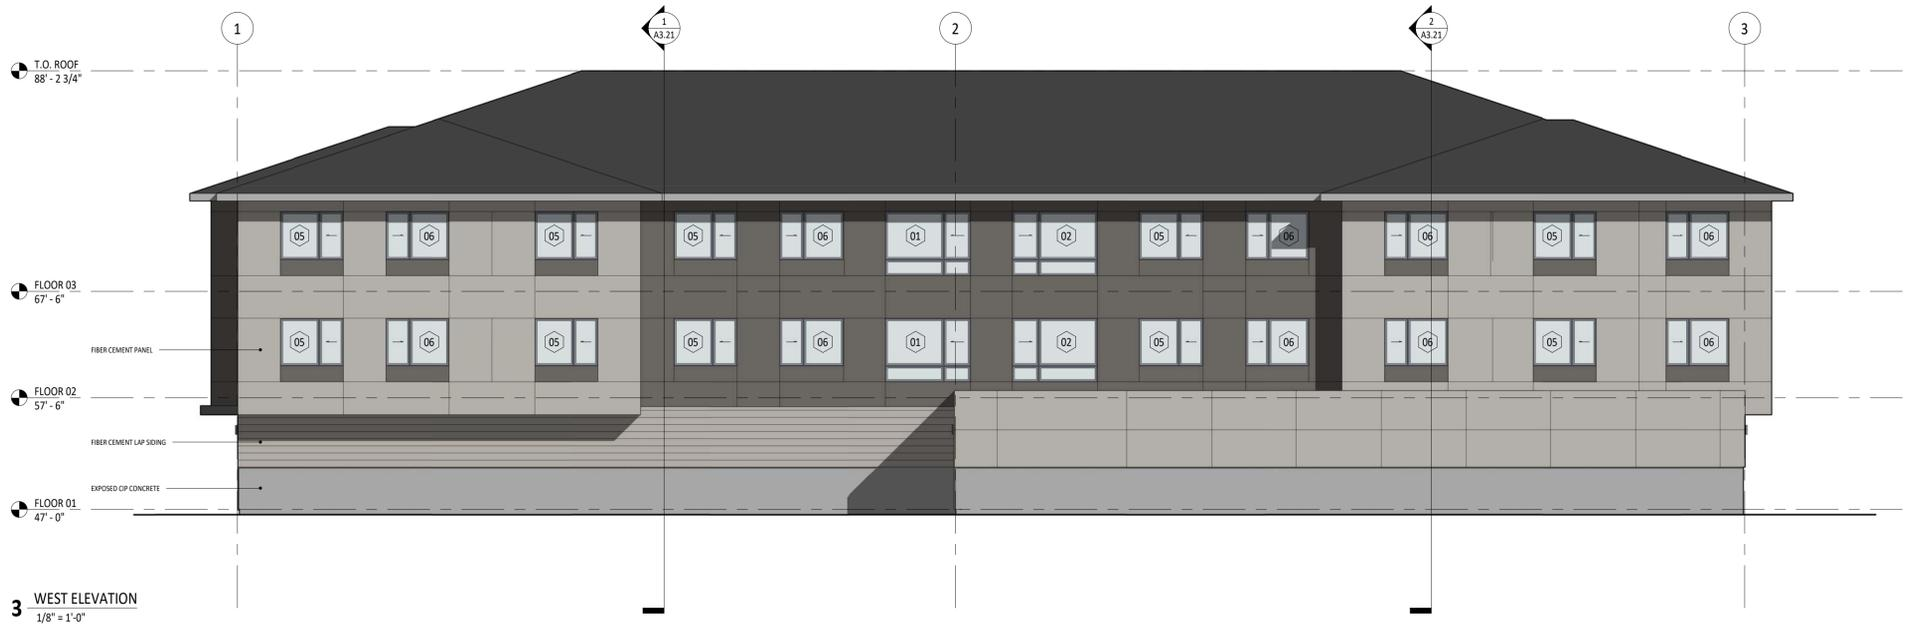 1
1
A3.21
2
2
A3.21
3
T.O. ROOF
88' - 2 3/4"
05 06 05 05 06 01 02 05 06 06 05 06
FLOOR 03
67' - 6"
05 06 05 05 06 01 02 05 06 06 05 06
FIBER CEMENT PANEL
FLOOR 02
57' - 6"
FIBER CEMENT LAP SIDING
EXPOSED CIP CONCRETE
FLOOR 01
47' - 0"
3 WEST ELEVATION
1/8" = 1'-0"